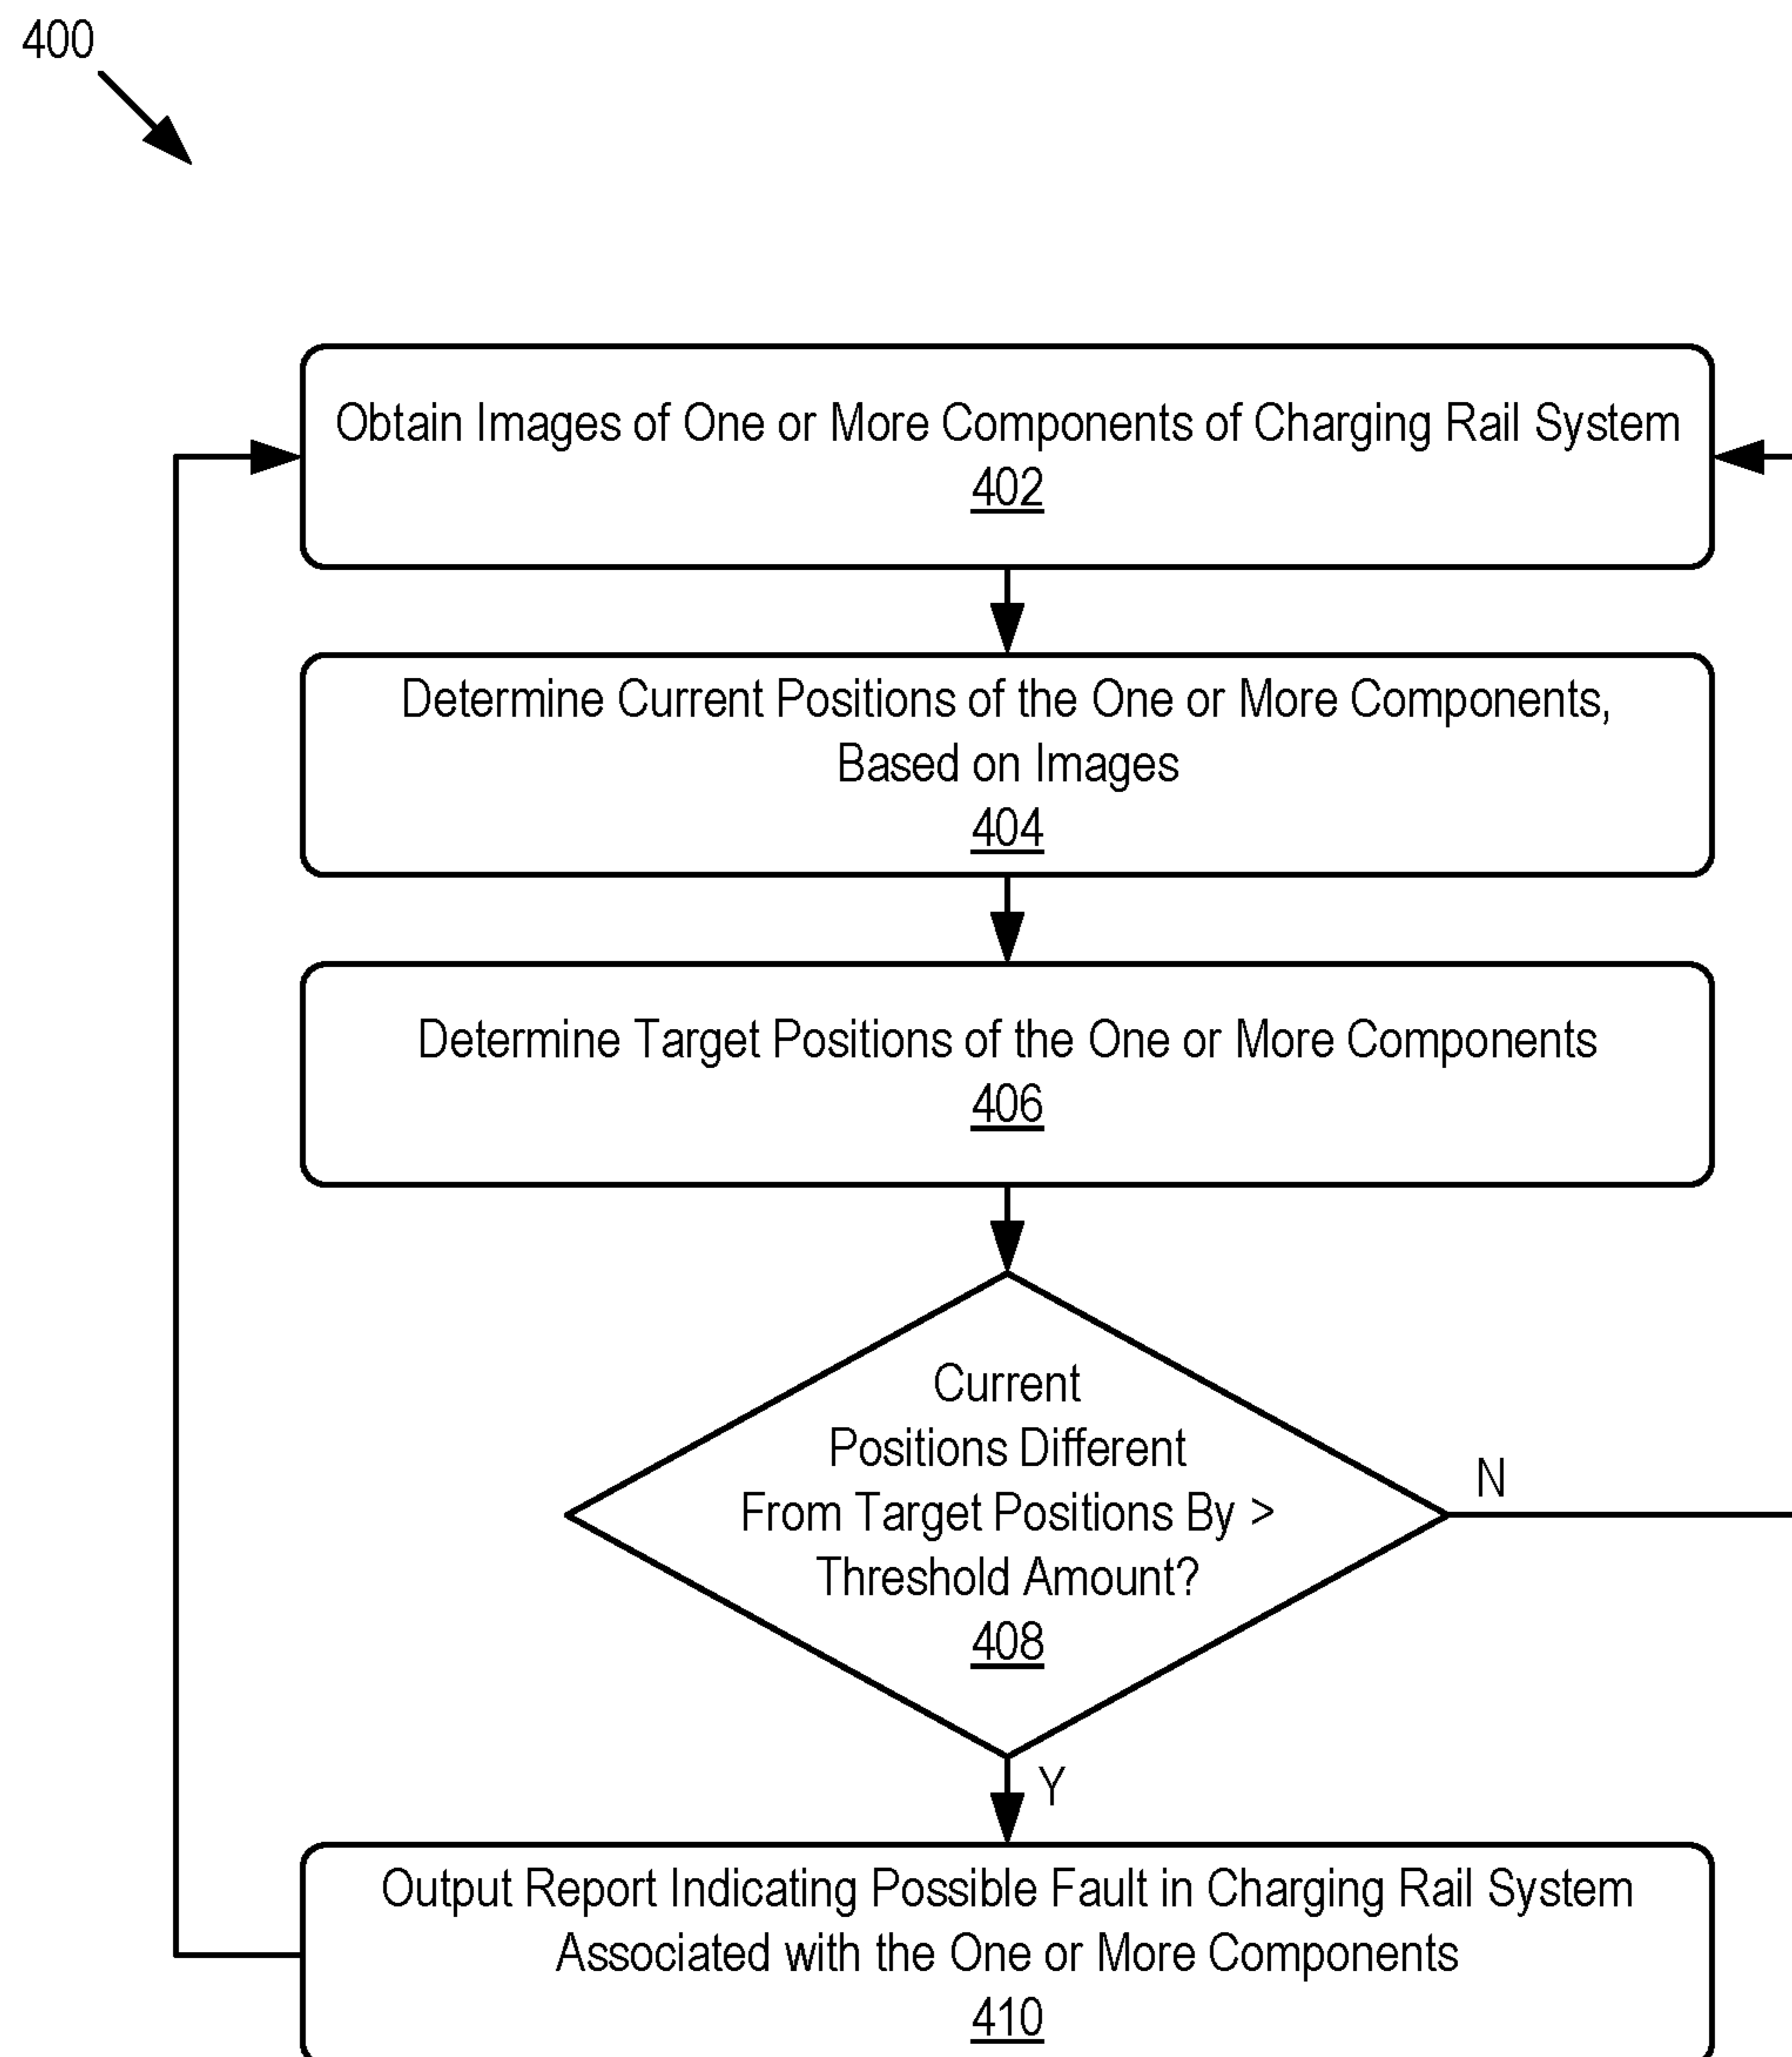 400
Obtain Images of One or More Components of Charging Rail System
402
Determine Current Positions of the One or More Components,
Based on Images
404
Determine Target Positions of the One or More Components
406
Current
Positions Different
From Target Positions By >
Threshold Amount?
408
N
Y
Output Report Indicating Possible Fault in Charging Rail System
Associated with the One or More Components
410